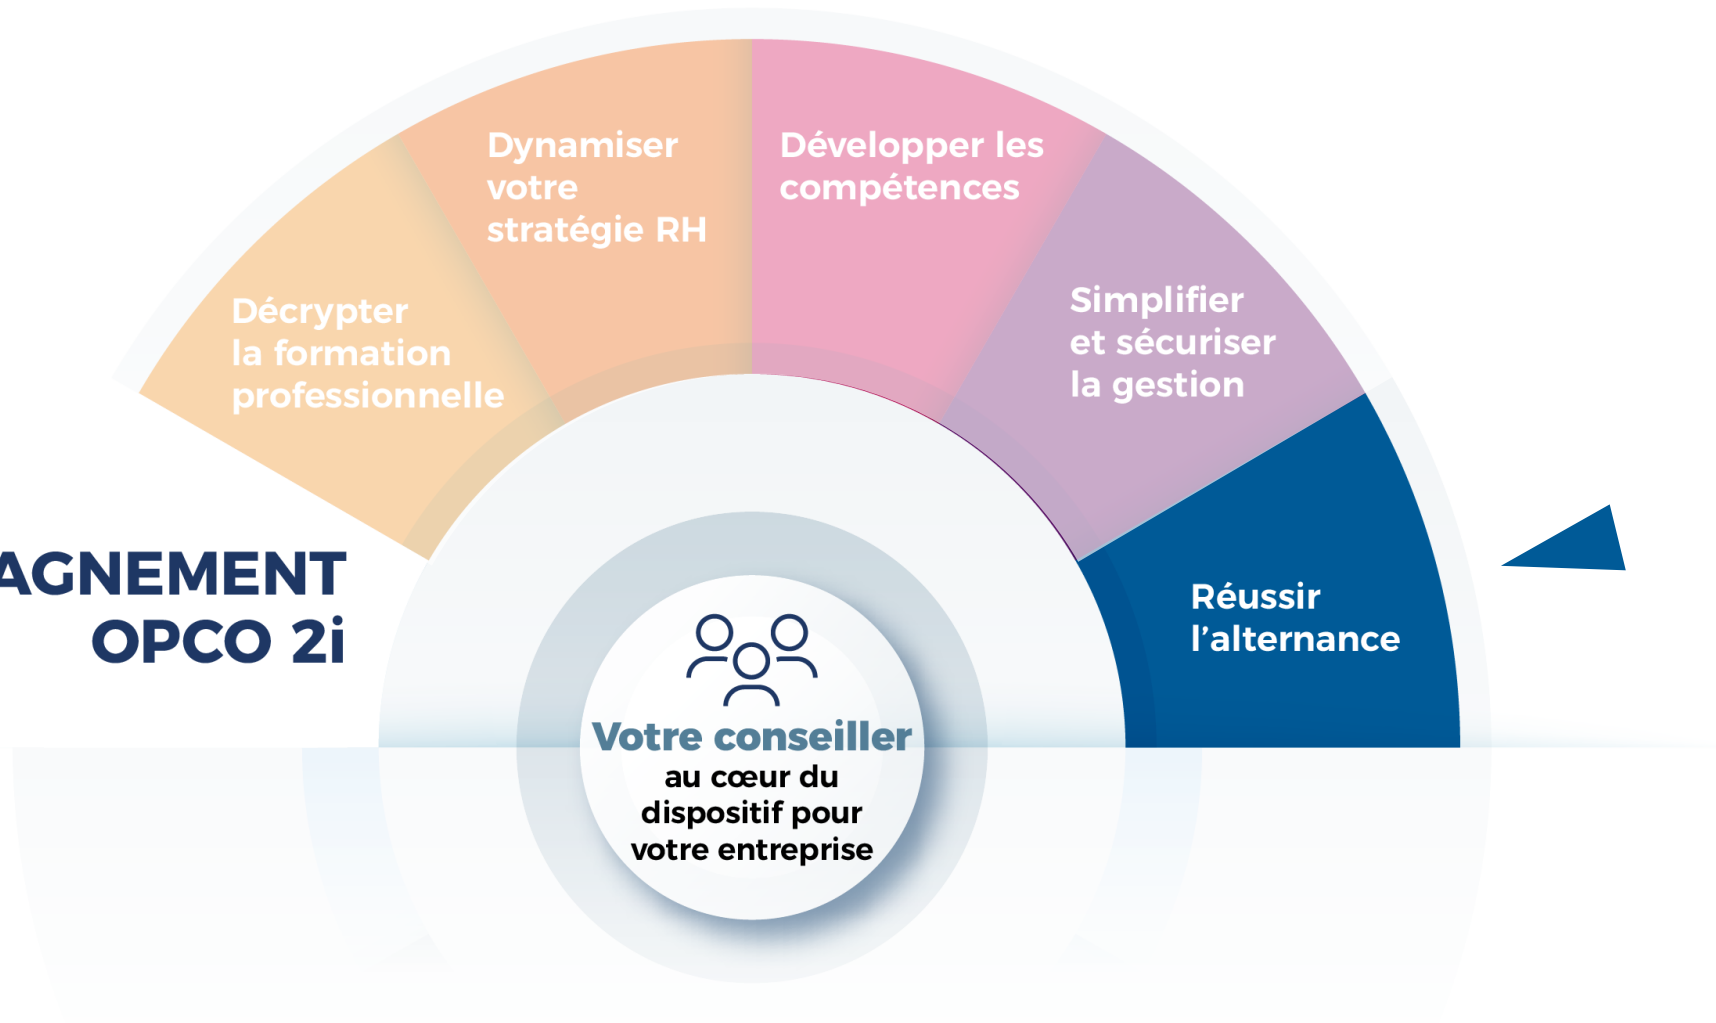 Dynamiser
votre
stratégie RH
Développer les
compétences
Décrypter
la formation
professionnelle
Simplifier
et sécuriser
la gestion
AGNEMENT
OPCO 2i
Réussir
l’alternance
Votre conseiller
au cœur du
dispositif pour
votre entreprise